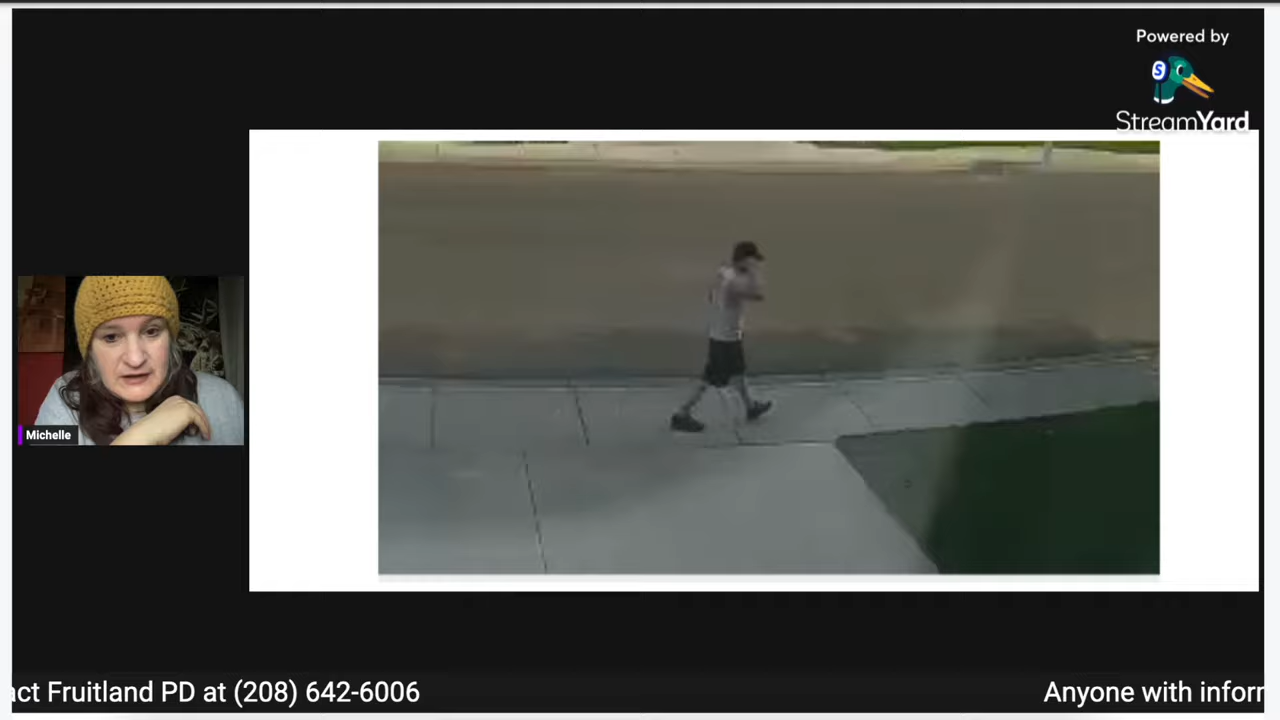 Powered by
S
StreamYard
Michelle
act Fruitland PD at (208) 642-6006
Anyone with inforr